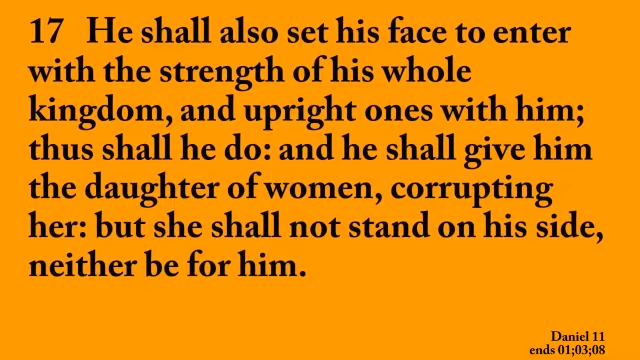 17 He shall also set his face to enter
with the strength of his whole
kingdom, and upright ones with him;
thus shall he do: and he shall give him
the daughter of women, corrupting
her: but she shall not stand on his side,
neither be for him.
Daniel 11
ends 01;03;08